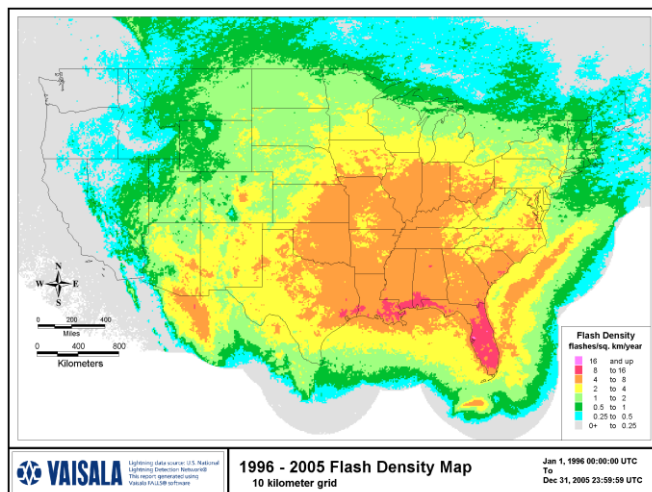 N
W E
S
0 200 400
Miles
0 400 800
Kilometers
Flash Density
flashes/sq. km/year
16 and up
8 to 16
4 to 8
2 to 4
1 to 2
0.5 to 1
0.25 to 0.5
0+ to 0.25
VAISALA
Lightning data source: U.S. National
Lightning Detection Network®
This report generated using
Vaisala FALLS® software
1996 - 2005 Flash Density Map
10 kilometer grid
Jan 1, 1996 00:00:00 UTC
To
Dec 31, 2005 23:59:59 UTC